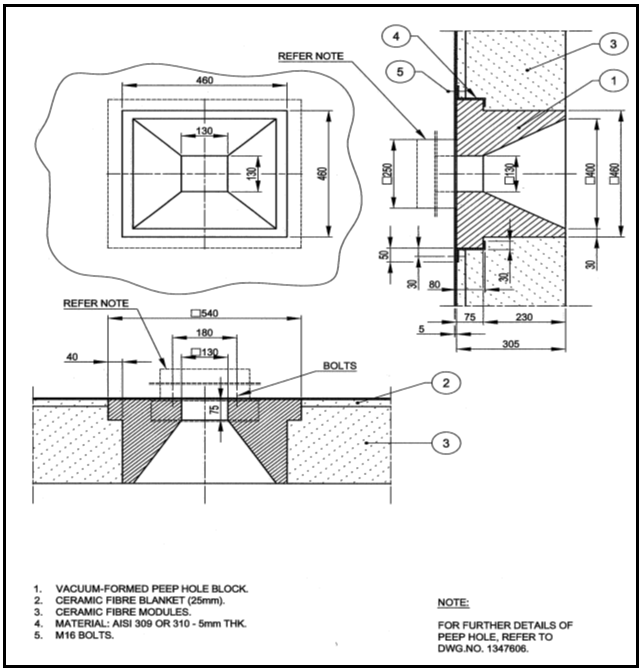 REFER NOTE
460
130
130
460
4
5
3
1
□250
□130
□400
□460
50
30
80
30
30
75
230
5
305
REFER NOTE
□540
180
□130
40
BOLTS
75
2
3
1. VACUUM-FORMED PEEP HOLE BLOCK.
2. CERAMIC FIBRE BLANKET (25mm).
3. CERAMIC FIBRE MODULES.
4. MATERIAL: AISI 309 OR 310 - 5mm THK.
5. M16 BOLTS.
NOTE:
FOR FURTHER DETAILS OF
PEEP HOLE, REFER TO
DWG.NO. 1347606.